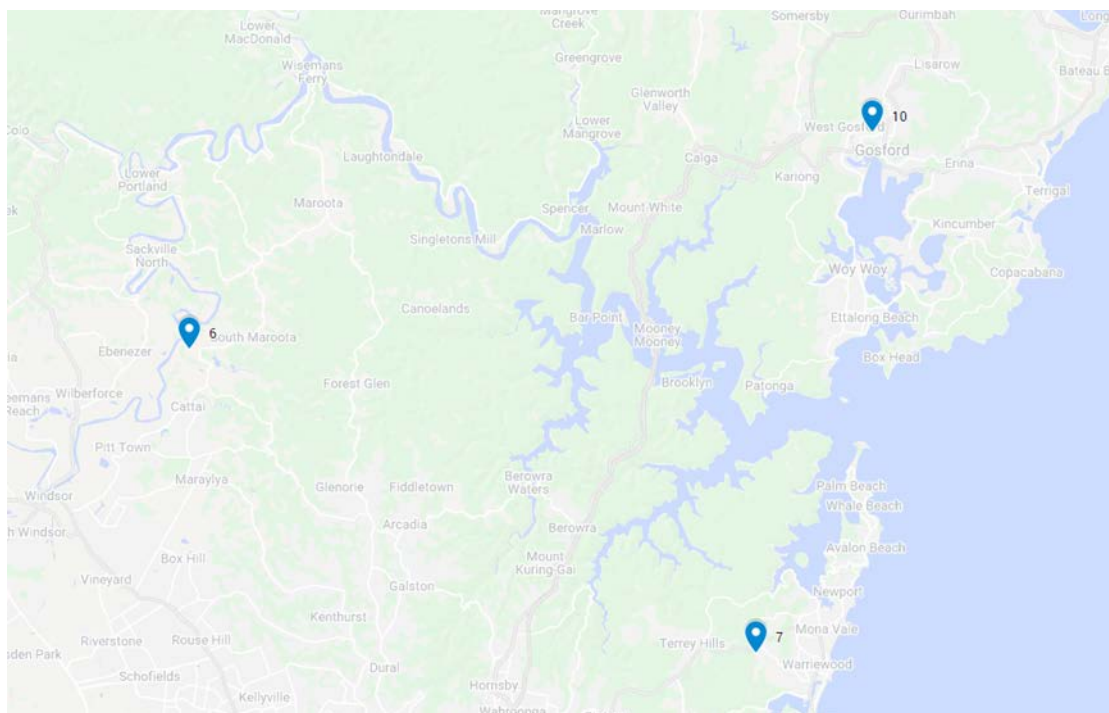 Lower
MacDonald
Mangrove
Creek
Somersby
Ourimbah
Long
Greengrove
Wisemans
Ferry
Lisarow
Bateau B
Glenworth
Valley
Colo
Lower
Mangrove
West Gosford
10
Gosford
Laughtondale
Calga
Erina
Lower
Portland
Kariong
Terrigal
Maroota
Spencer
Mount White
Kincumber
Marlow
Singletons Mill
Sackville
North
Woy Woy
Copacabana
Canoelands
Bar Point
Ettalong Beach
6
South Maroota
Mooney
Mooney
Ebenezer
Box Head
Forest Glen
Brooklyn
Patonga
Wilberforce
eemans
Reach
Cattai
Pitt Town
Berowra
Waters
Maraylya
Glenorie
Fiddletown
Palm Beach
Windsor
Whale Beach
Arcadia
Berowra
h Windsor
Avalon Beach
Box Hill
Mount
Kuring-Gai
Vineyard
Galston
Newport
Kenthurst
Mona Vale
7
Riverstone
Rouse Hill
Terrey Hills
sden Park
Dural
Warriewood
Schofields
Hornsby
Kellyville
Wahroonga